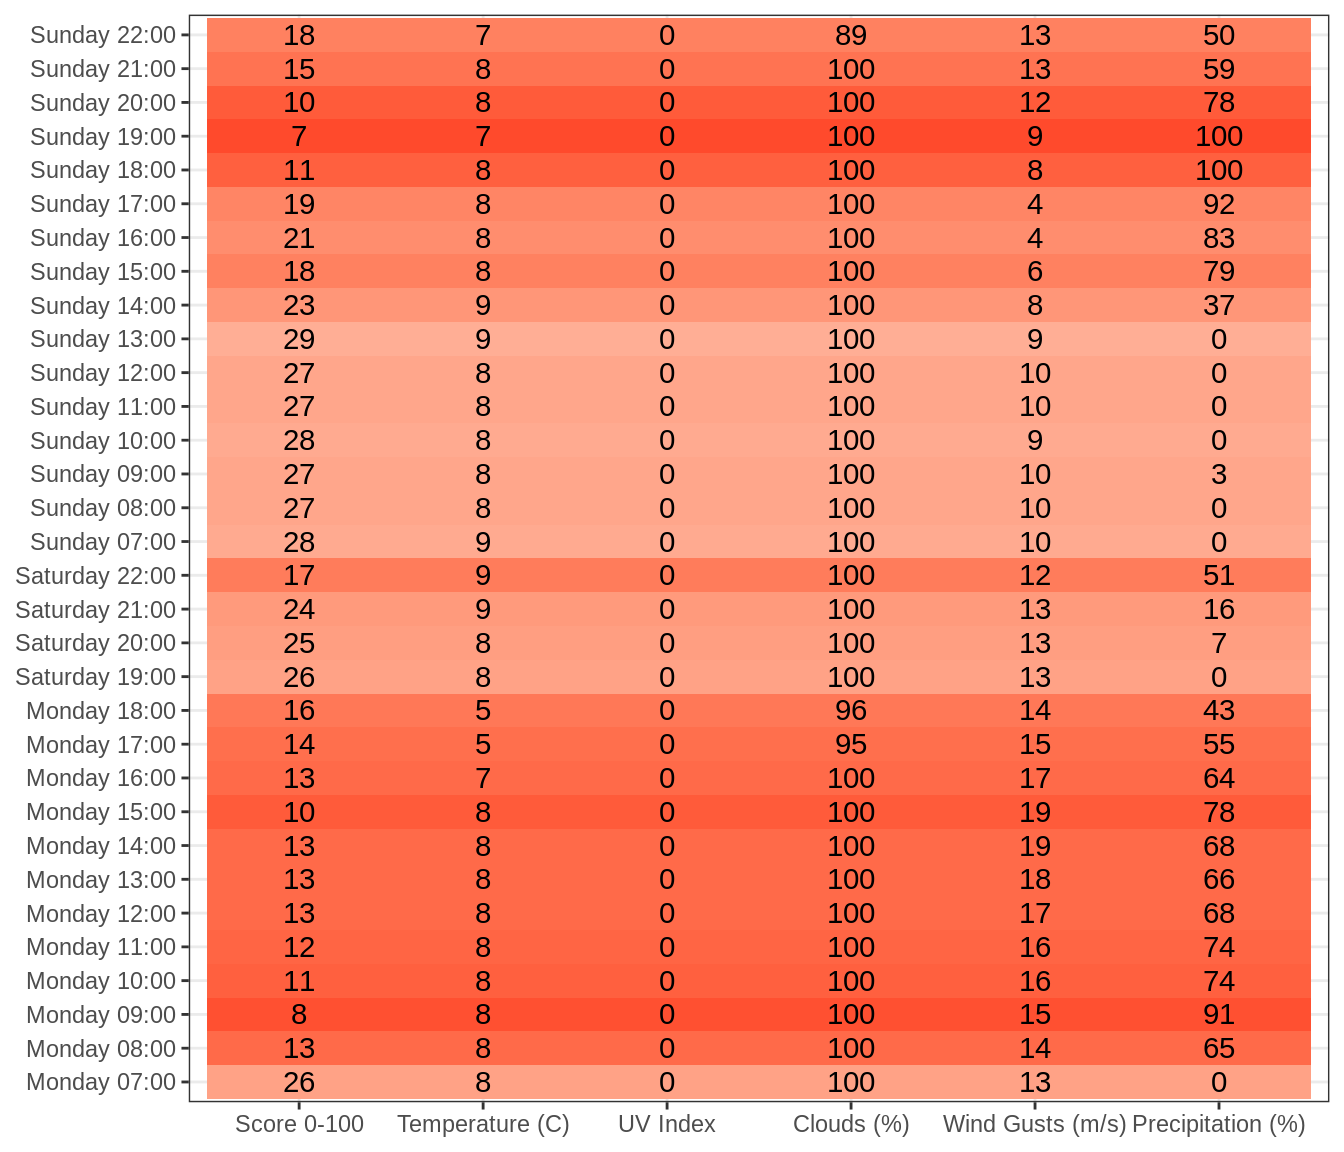 Sunday 22:00 18 7 0 89 13 50
Sunday 21:00 15 8 0 100 13 59
Sunday 20:00 10 8 0 100 12 78
Sunday 19:00 7 7 0 100 9 100
Sunday 18:00 11 8 0 100 8 100
Sunday 17:00 19 8 0 100 4 92
Sunday 16:00 21 8 0 100 4 83
Sunday 15:00 18 8 0 100 6 79
Sunday 14:00 23 9 0 100 8 37
Sunday 13:00 29 9 0 100 9 0
Sunday 12:00 27 8 0 100 10 0
Sunday 11:00 27 8 0 100 10 0
Sunday 10:00 28 8 0 100 9 0
Sunday 09:00 27 8 0 100 10 3
Sunday 08:00 27 8 0 100 10 0
Sunday 07:00 28 9 0 100 10 0
Saturday 22:00 17 9 0 100 12 51
Saturday 21:00 24 9 0 100 13 16
Saturday 20:00 25 8 0 100 13 7
Saturday 19:00 26 8 0 100 13 0
Monday 18:00 16 5 0 96 14 43
Monday 17:00 14 5 0 95 15 55
Monday 16:00 13 7 0 100 17 64
Monday 15:00 10 8 0 100 19 78
Monday 14:00 13 8 0 100 19 68
Monday 13:00 13 8 0 100 18 66
Monday 12:00 13 8 0 100 17 68
Monday 11:00 12 8 0 100 16 74
Monday 10:00 11 8 0 100 16 74
Monday 09:00 8 8 0 100 15 91
Monday 08:00 13 8 0 100 14 65
Monday 07:00 26 8 0 100 13 0
Score 0-100 Temperature (C) UV Index Clouds (%) Wind Gusts (m/s) Precipitation (%)